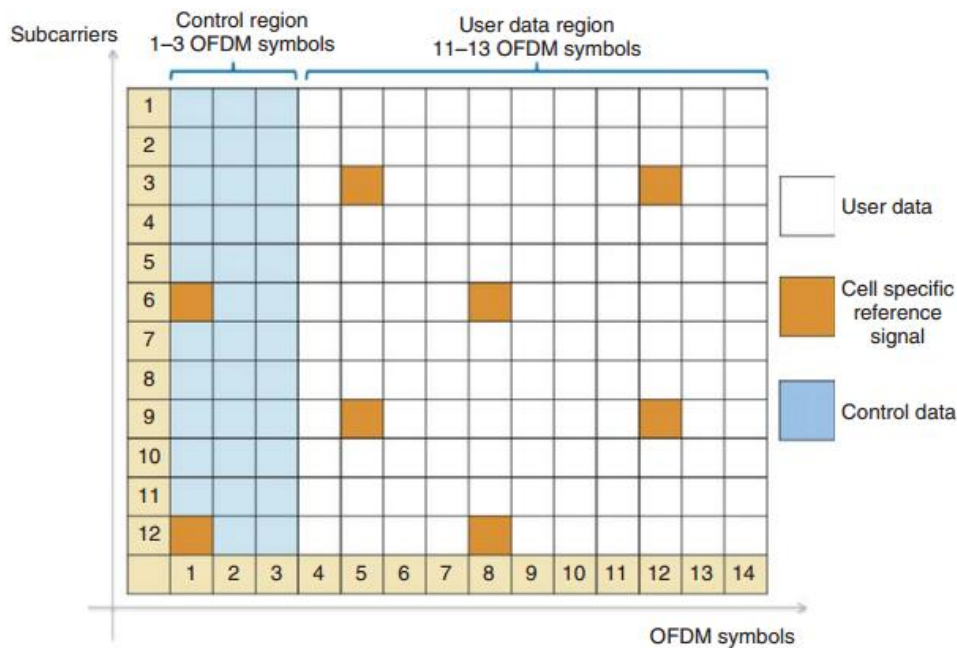 Subcarriers
Control region
1–3 OFDM symbols
User data region
11–13 OFDM symbols
1
2
3
4
5
6
7
8
9
10
11
12
1 2 3 4 5 6 7 8 9 10 11 12 13 14
OFDM symbols
User data
Cell specific
reference
signal
Control data